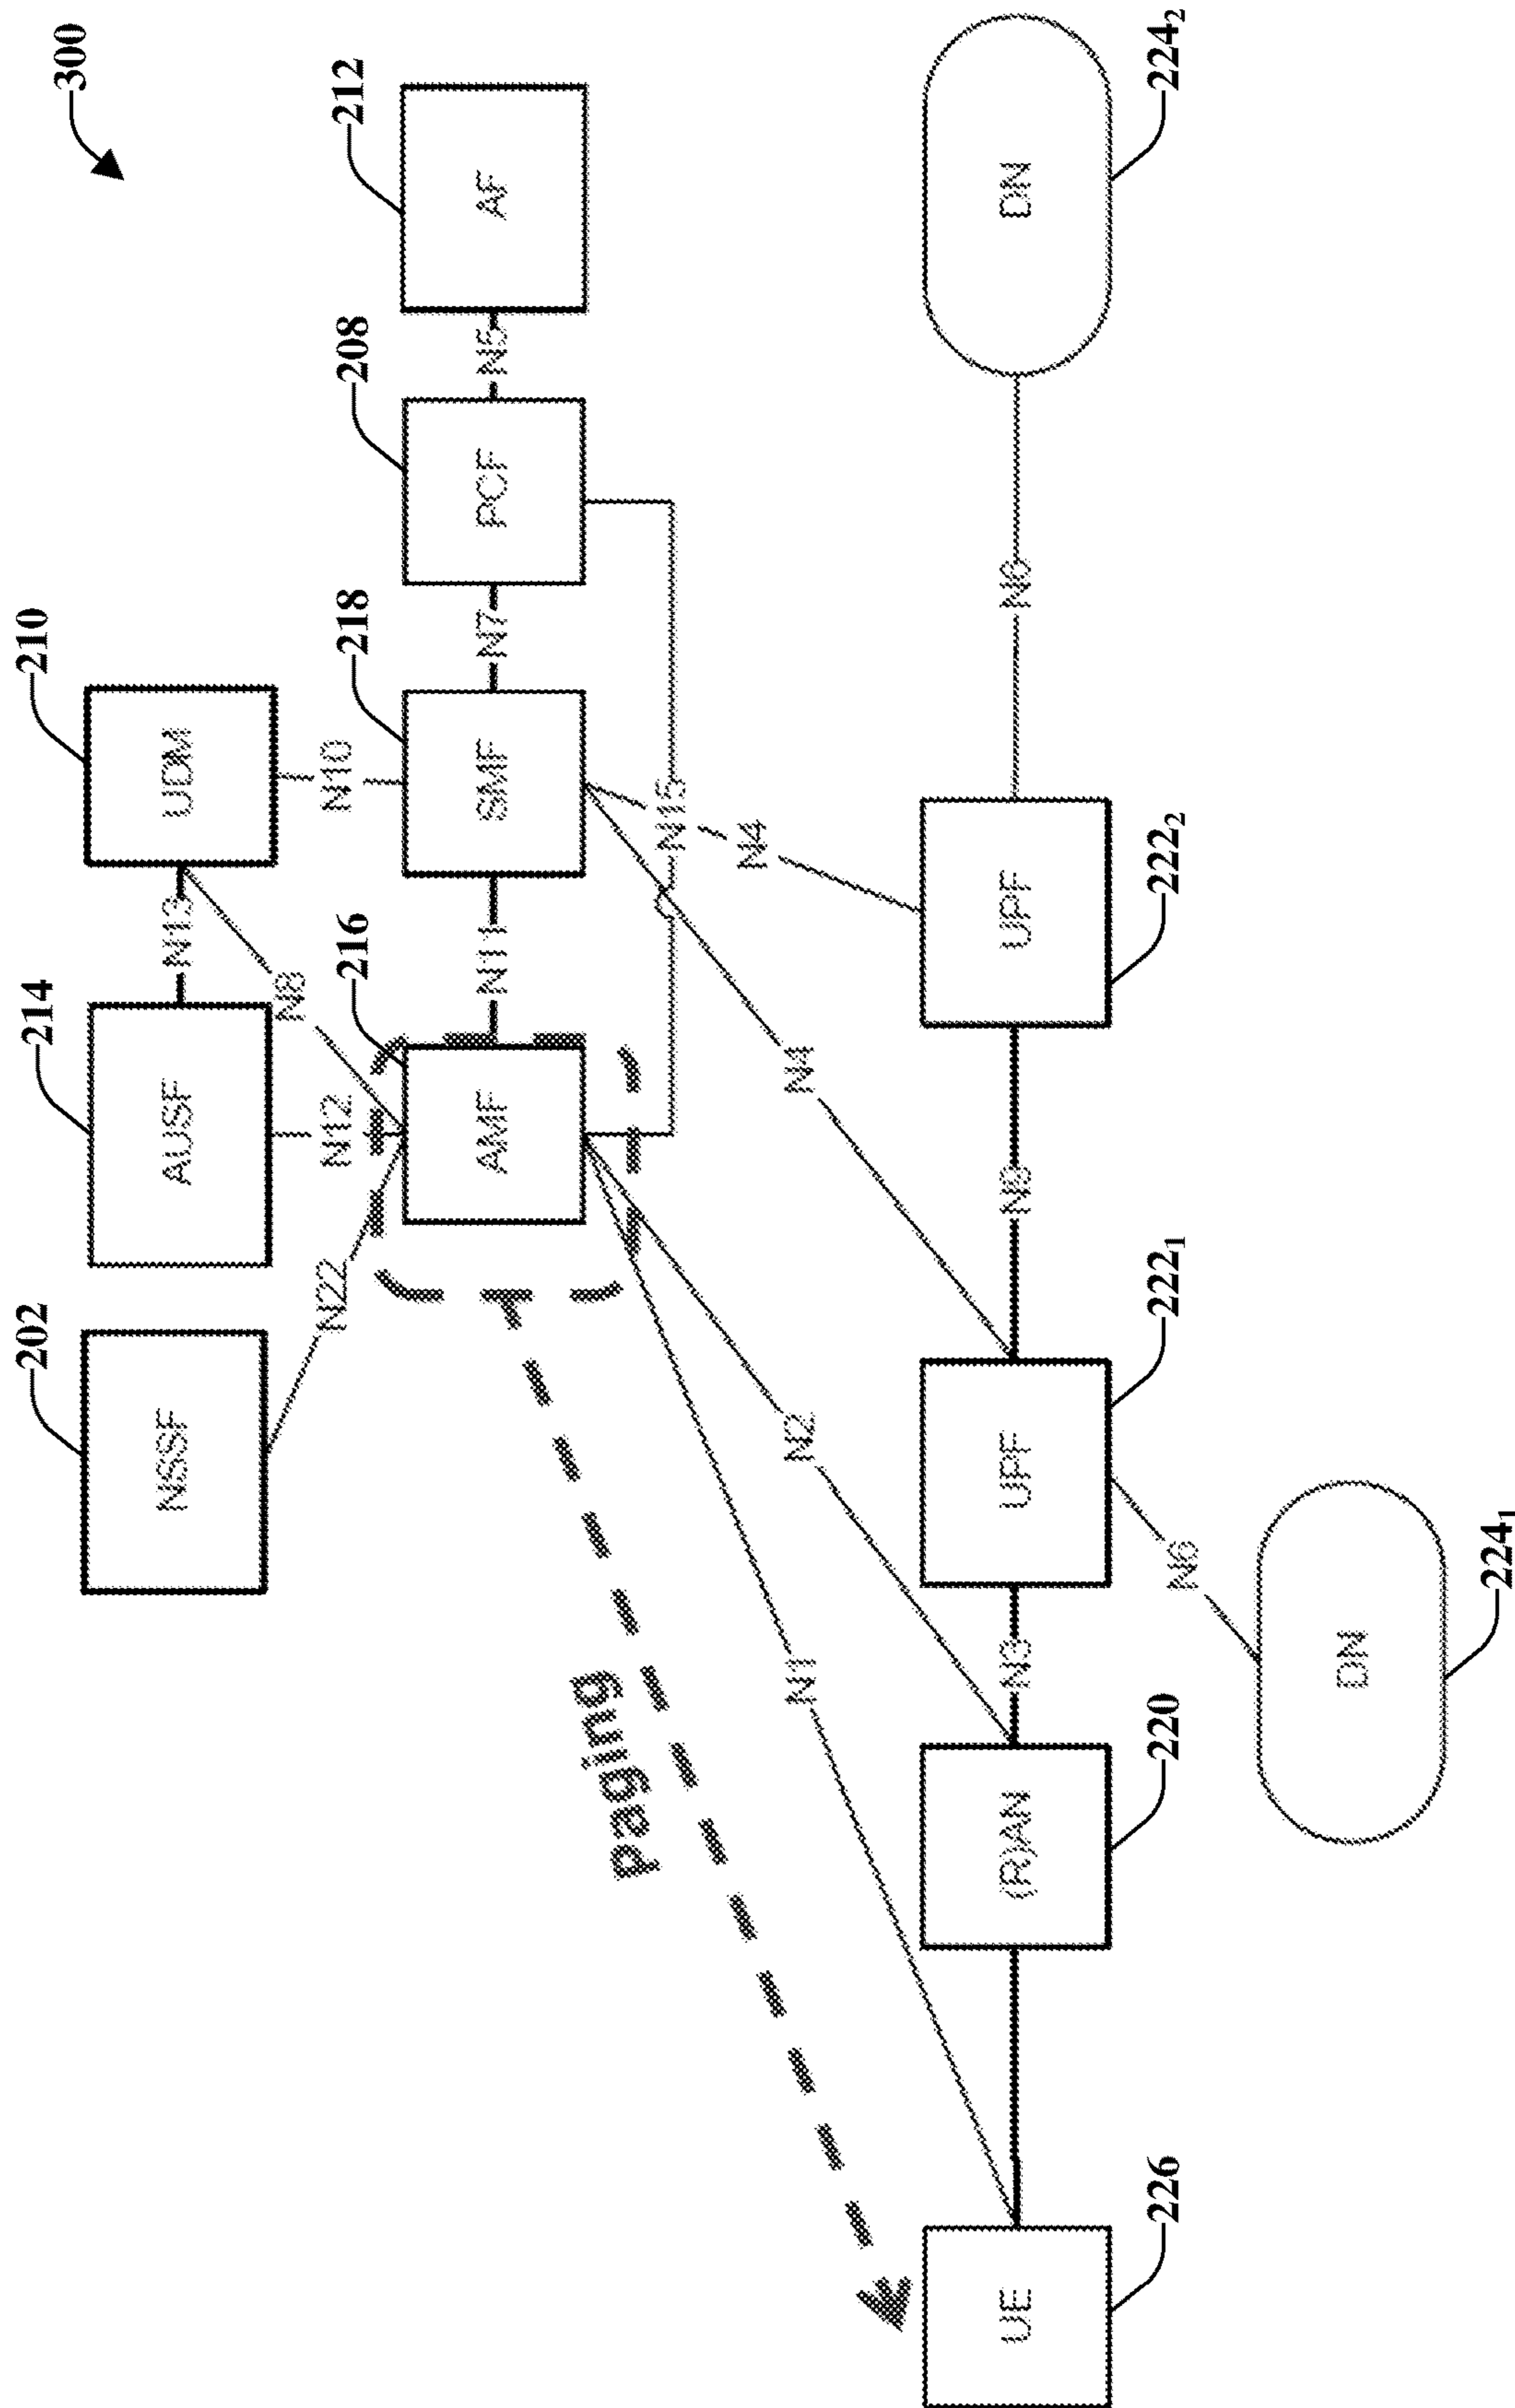 202
214
210
300
NSSF
AUSF
N13
UDM
N8
N22
N12
N10
216
218
208
212
AMF
N11
SMF
N7
PCF
N5
AF
paging
N15
N4
N1
N2
N4
UE
(R)AN
N3
UPF
N9
UPF
N6
DN
226
220
222₁
222₂
224₂
N6
DN
224₁